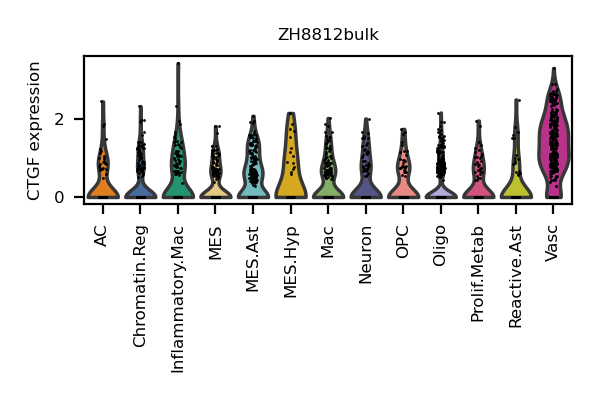 ZH8812bulk
CTGF expression
2
0
AC
Chromatin.Reg
Inflammatory.Mac
MES
MES.Ast
MES.Hyp
Mac
Neuron
OPC
Oligo
Prolif.Metab
Reactive.Ast
Vasc